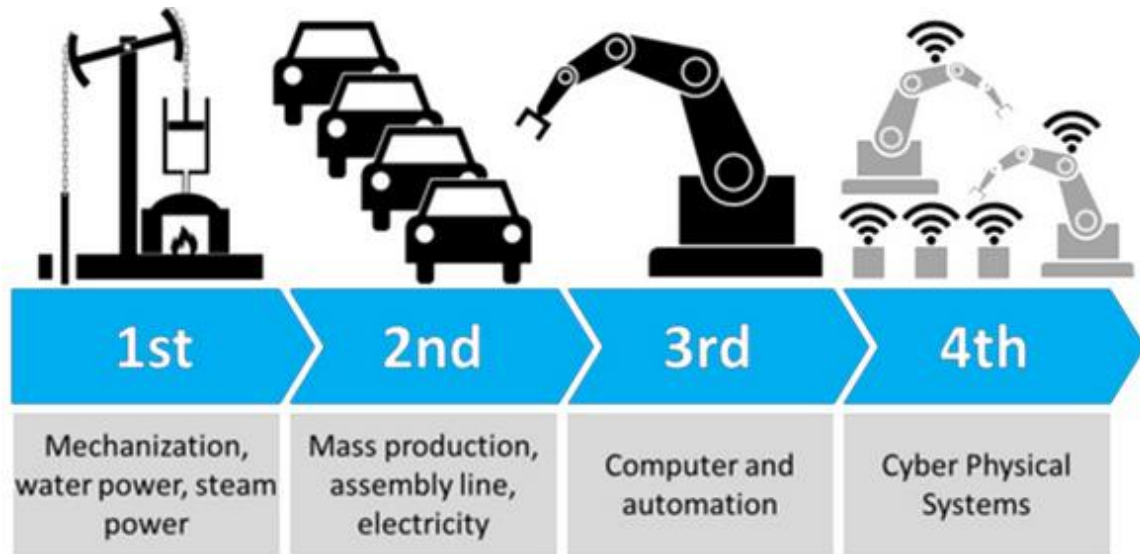 1st
2nd
3rd
4th
Mechanization,
water power, steam
power
Mass production,
assembly line,
electricity
Computer and
automation
Cyber Physical
Systems